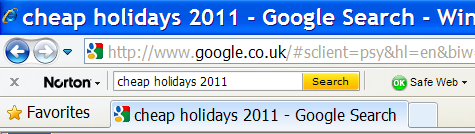 cheap holidays 2011 - Google Search - Win
http://www.google.co.uk/#sclient=psy&hl=en&biw
x Norton cheap holidays 2011 Search OK Safe Web
Favorites cheap holidays 2011 - Google Search